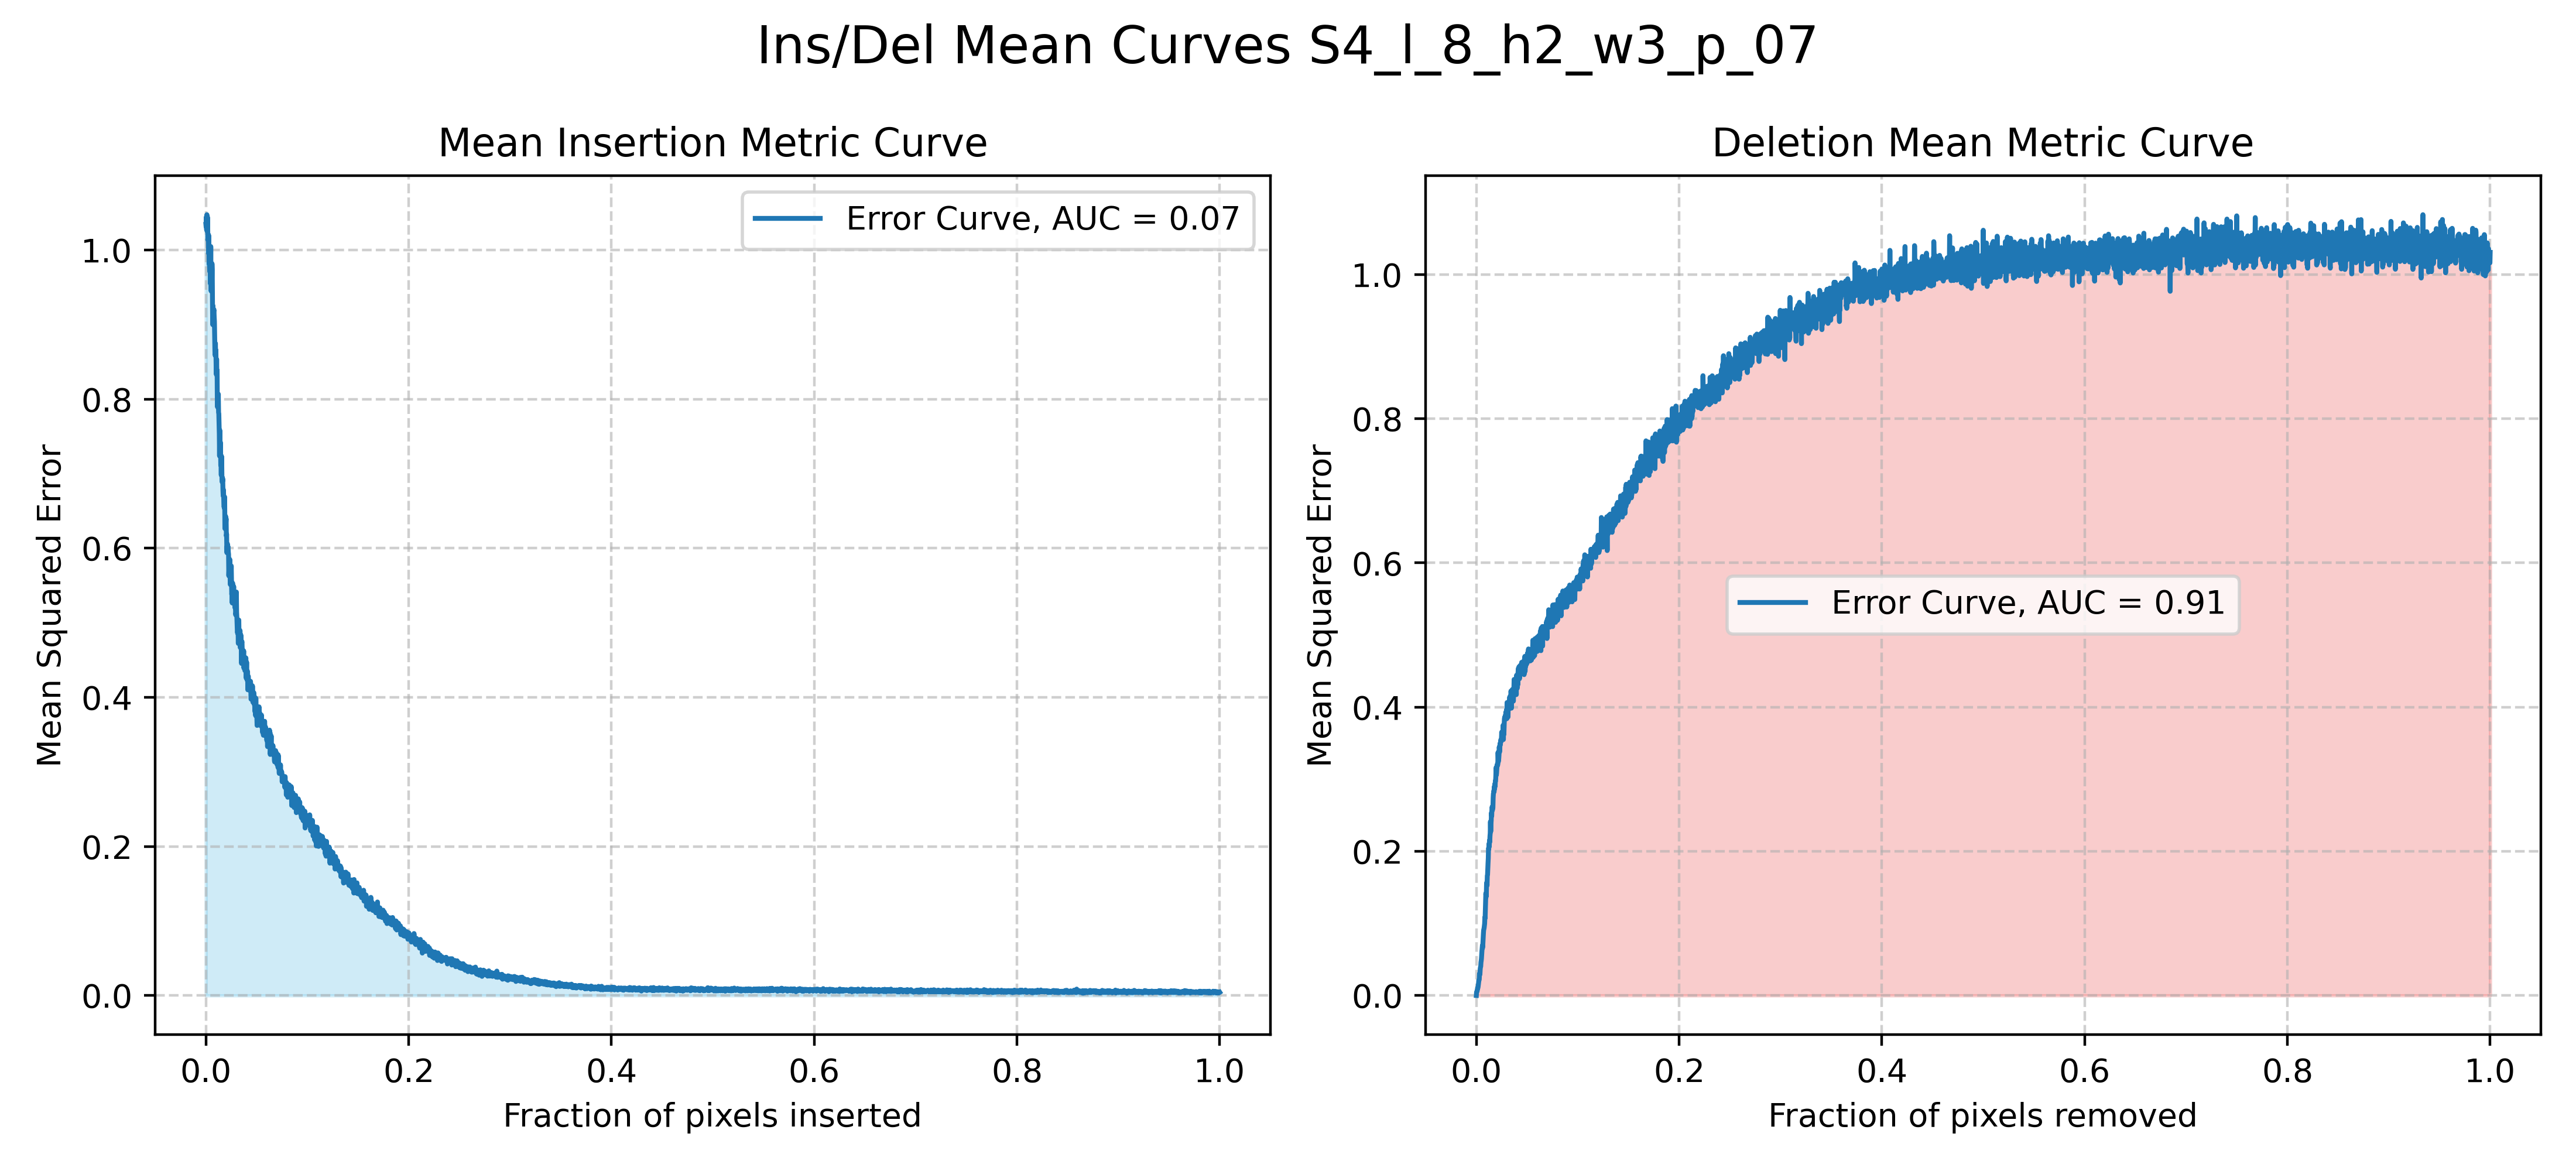 Ins/Del Mean Curves S4_l_8_h2_w3_p_07
Mean Insertion Metric Curve
Error Curve, AUC = 0.07
Mean Squared Error
1.0
0.8
0.6
0.4
0.2
0.0
0.0 0.2 0.4 0.6 0.8 1.0
Fraction of pixels inserted
Deletion Mean Metric Curve
Error Curve, AUC = 0.91
Mean Squared Error
1.0
0.8
0.6
0.4
0.2
0.0
0.0 0.2 0.4 0.6 0.8 1.0
Fraction of pixels removed